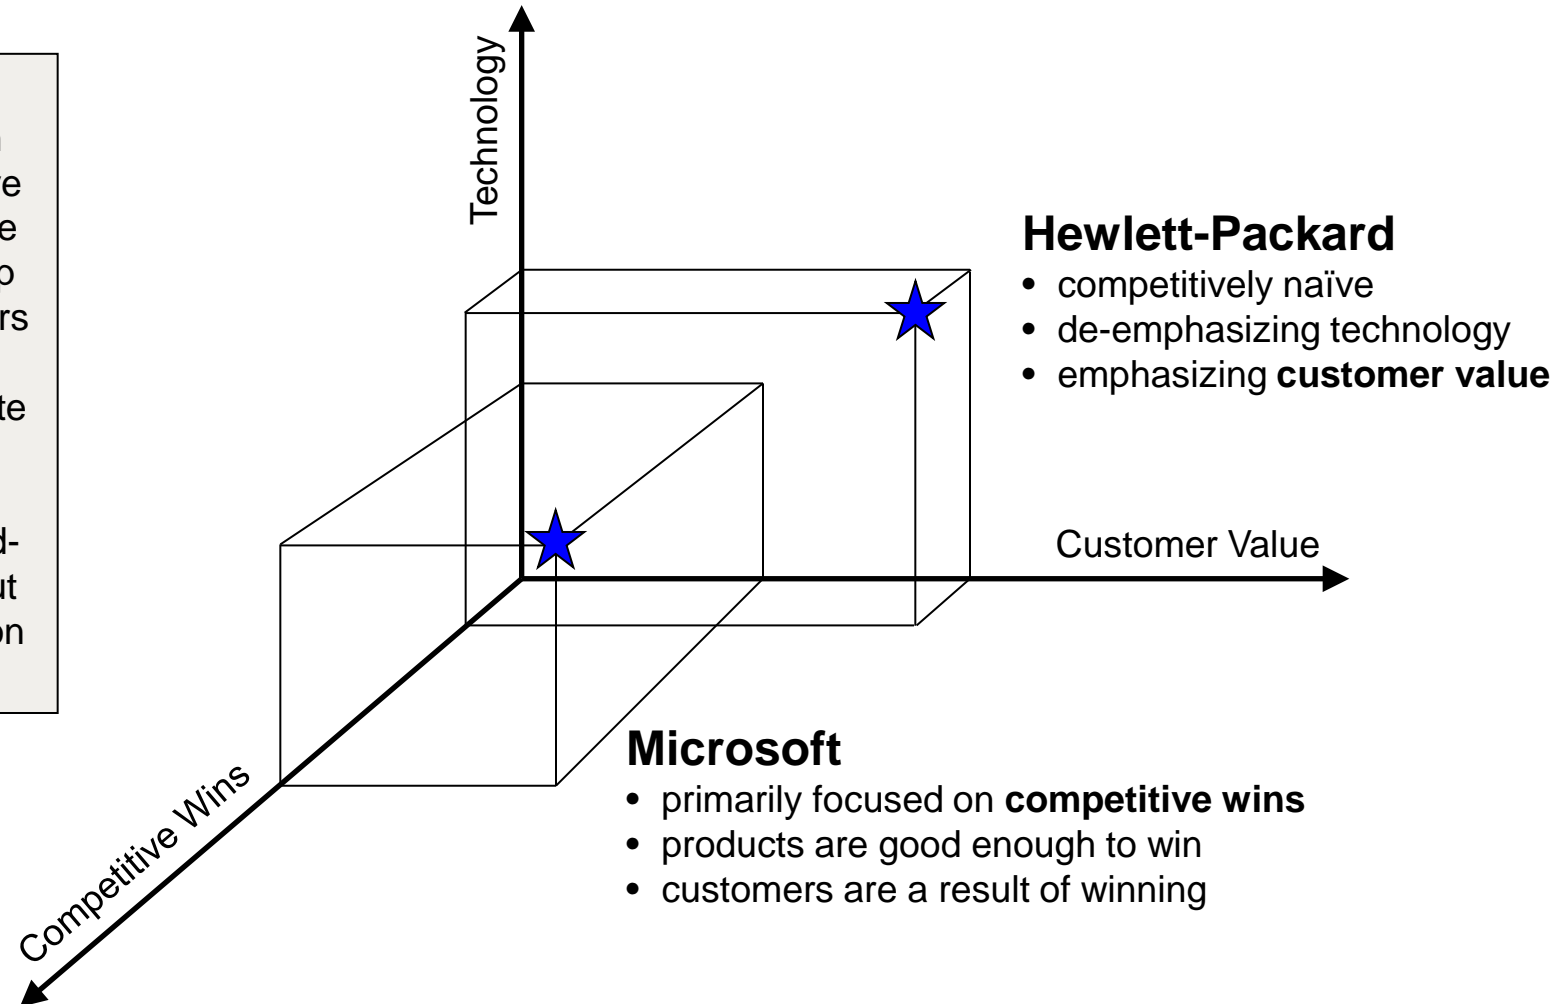 Technology
Hewlett-Packard
• competitively naïve
• de-emphasizing technology
• emphasizing customer value
Customer Value
Microsoft
• primarily focused on competitive wins
• products are good enough to win
• customers are a result of winning
Competitive Wins